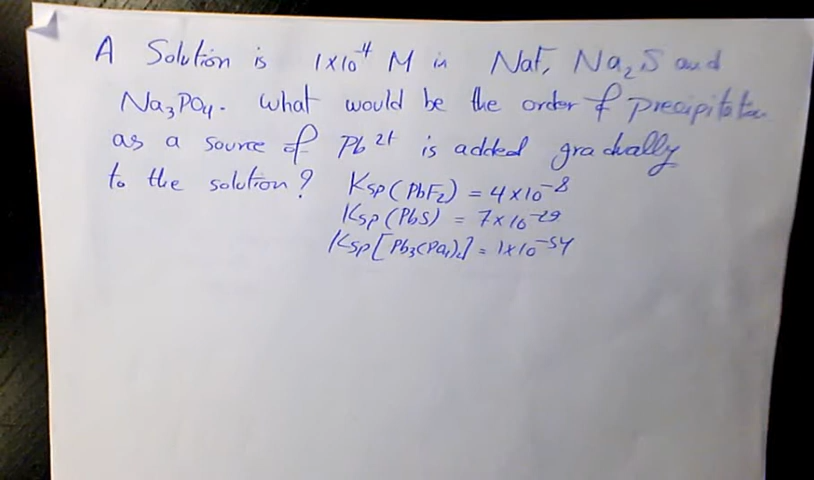 A Solution is 1×10⁻⁴ M in NaF, Na₂S and
Na₃PO₄. What would be the order of precipitation
as a source of Pb²⁺ is added gradually
to the solution? Ksp(PbF₂) = 4×10⁻⁸
Ksp(PbS) = 7×10⁻²⁹
Ksp[Pb₃(PO₄)₂] = 1×10⁻⁵⁴